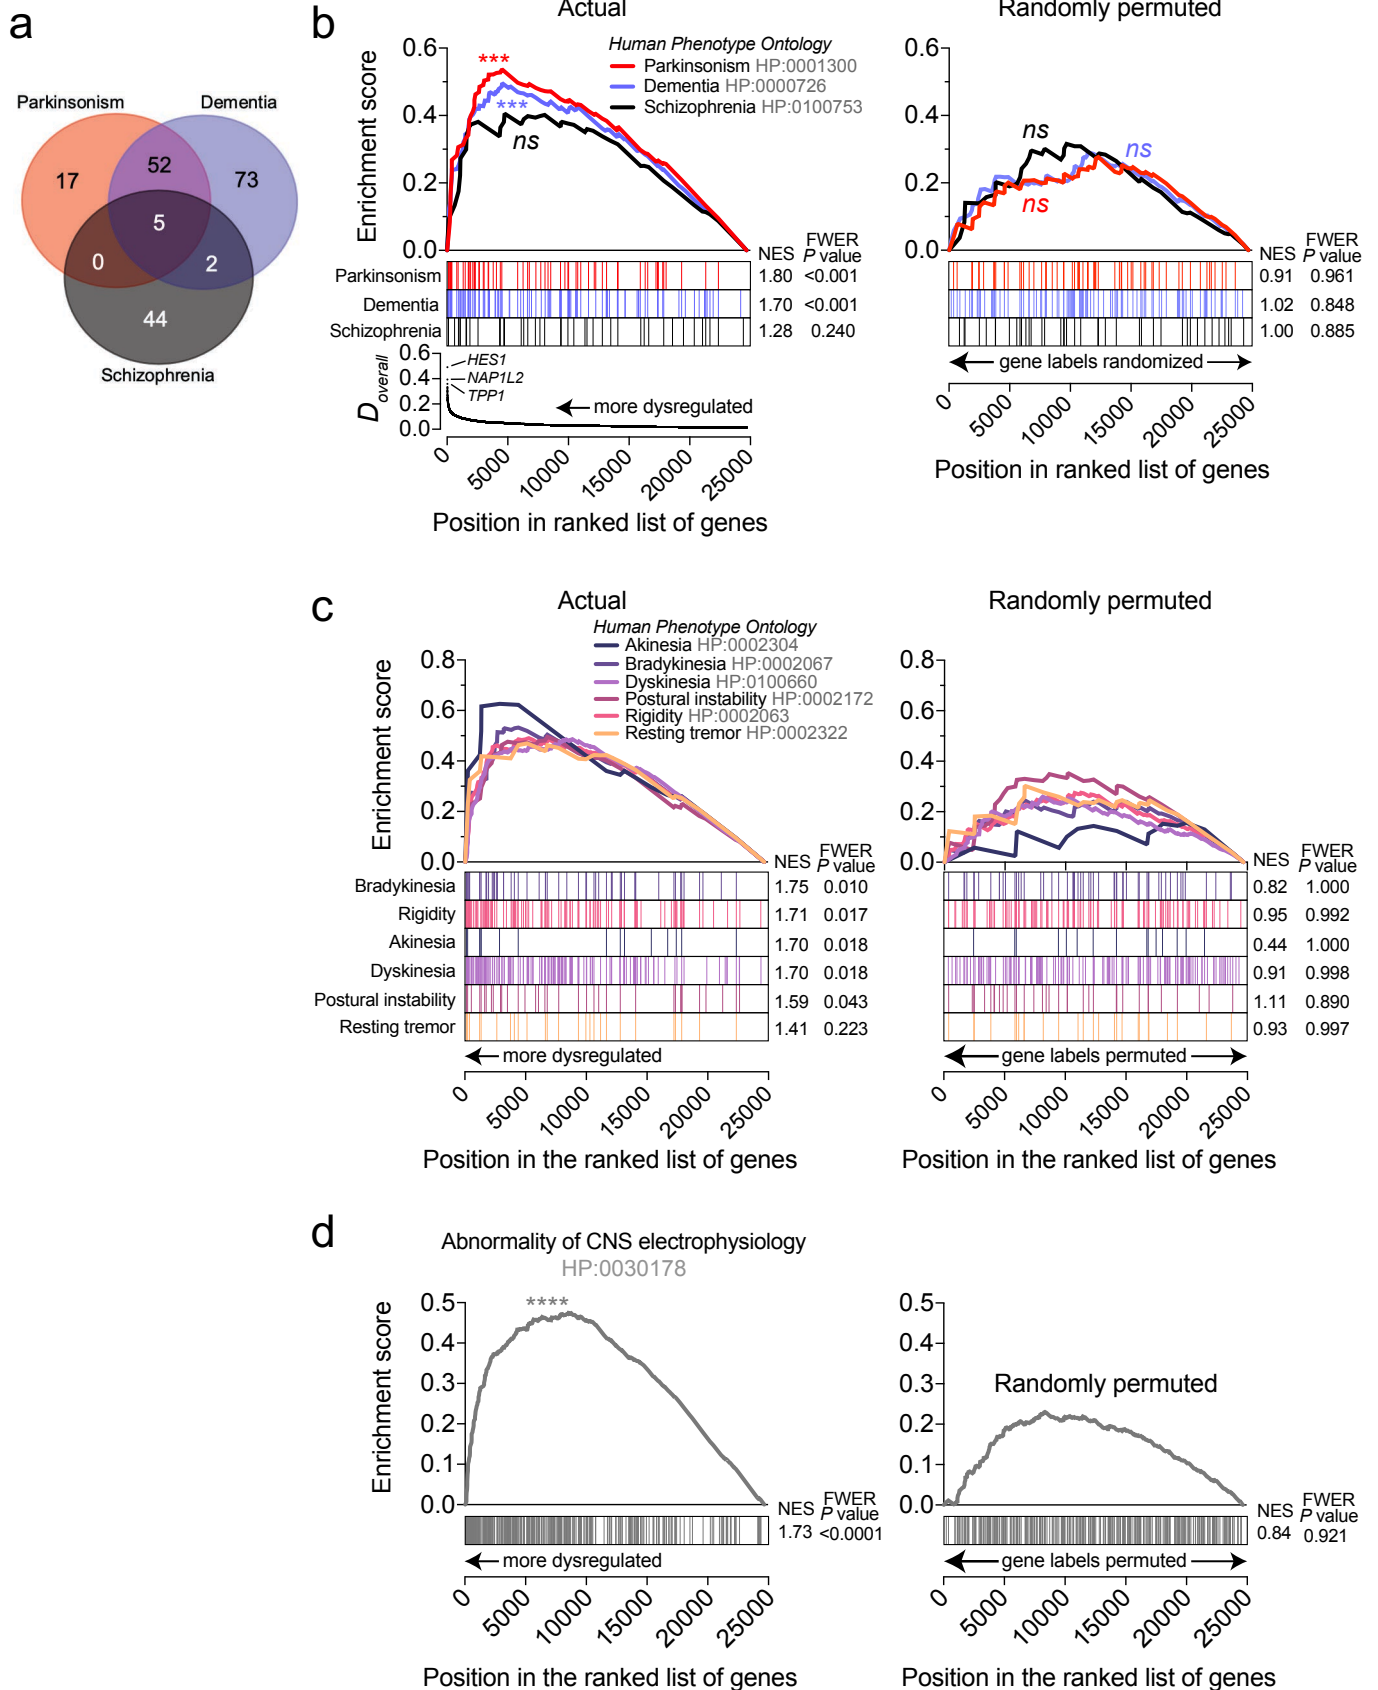 a
Parkinsonism
Dementia
17
52
73
5
0
2
44
Schizophrenia
b
Actual
Randomly permuted
Enrichment score
0.6
0.4
0.2
0.0
***
***
ns
Human Phenotype Ontology
Parkinsonism HP:0001300
Dementia HP:0000726
Schizophrenia HP:0100753
NES
FWER
P value
Parkinsonism
1.80 <0.001
Dementia
1.70 <0.001
Schizophrenia
1.28 0.240
Doverall
0.6
0.4
0.2
0.0
HES1
NAP1L2
TPP1
more dysregulated
0
5000
10000
15000
20000
25000
Position in ranked list of genes
0.6
0.4
0.2
0.0
ns
ns
ns
NES
FWER
P value
0.91 0.961
1.02 0.848
1.00 0.885
gene labels randomized
0
5000
10000
15000
20000
25000
Position in ranked list of genes
c
Actual
Randomly permuted
Human Phenotype Ontology
Akinesia HP:0002304
Bradykinesia HP:0002067
Dyskinesia HP:0100660
Postural instability HP:0002172
Rigidity HP:0002063
Resting tremor HP:0002322
Enrichment score
0.8
0.6
0.4
0.2
0.0
NES
FWER
P value
Bradykinesia
1.75 0.010
Rigidity
1.71 0.017
Akinesia
1.70 0.018
Dyskinesia
1.70 0.018
Postural instability
1.59 0.043
Resting tremor
1.41 0.223
more dysregulated
0
5000
10000
15000
20000
25000
Position in the ranked list of genes
0.8
0.6
0.4
0.2
0.0
NES
FWER
P value
0.82 1.000
0.95 0.992
0.44 1.000
0.91 0.998
1.11 0.890
0.93 0.997
gene labels permuted
0
5000
10000
15000
20000
25000
Position in the ranked list of genes
d
Abnormality of CNS electrophysiology
HP:0030178
Enrichment score
0.5
0.4
0.3
0.2
0.1
0.0
****
NES
FWER
P value
1.73 <0.0001
more dysregulated
0
5000
10000
15000
20000
25000
Position in the ranked list of genes
0.5
0.4
0.3
0.2
0.1
0.0
Randomly permuted
NES
FWER
P value
0.84 0.921
gene labels permuted
0
5000
10000
15000
20000
25000
Position in the ranked list of genes